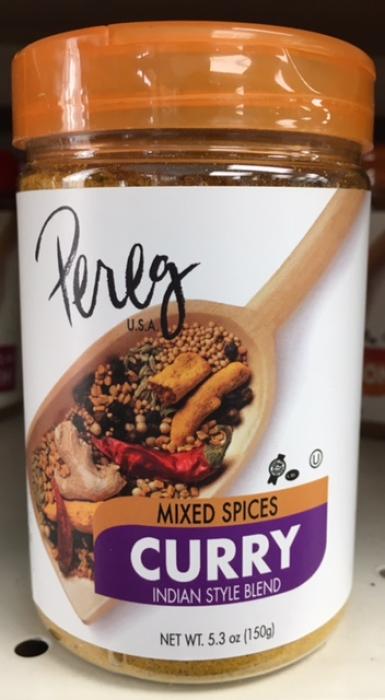 Pereg
U.S.A.
MIXED SPICES
CURRY
INDIAN STYLE BLEND
NET WT. 5.3 oz (150g)